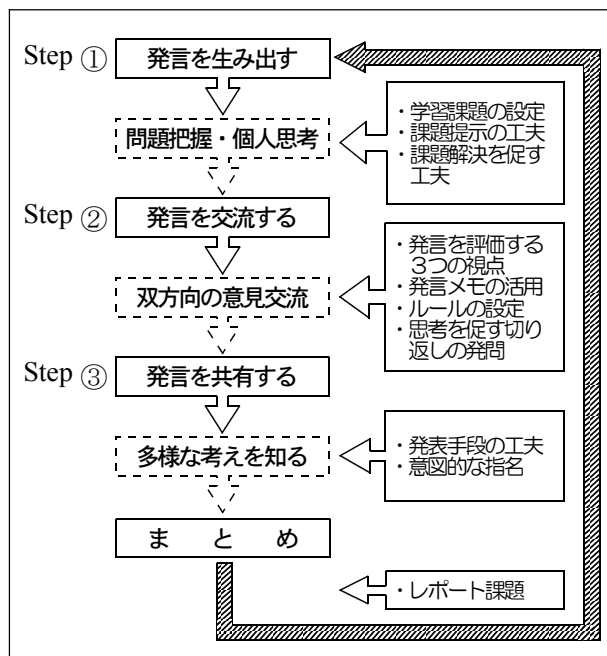 Step ① 発言を生み出す
問題把握・個人思考
・学習課題の設定
・課題提示の工夫
・課題解決を促す
工夫
Step ② 発言を交流する
双方向の意見交流
・発言を評価する
3つの視点
・発言メモの活用
・ルールの設定
・思考を促す切り
返しの発問
Step ③ 発言を共有する
多様な考えを知る
・発表手段の工夫
・意図的な指名
ま と め
・レポート課題